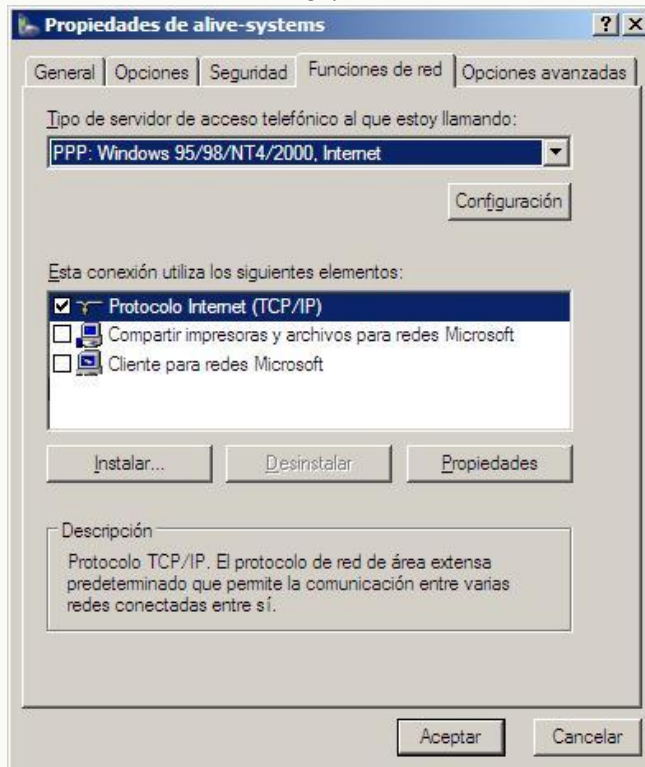 Propiedades de alive-systems
General
Opciones
Seguridad
Funciones de red
Opciones avanzadas
Tipo de servidor de acceso telefónico al que estoy llamando:
PPP: Windows 95/98/NT4/2000, Internet
Configuración
Esta conexión utiliza los siguientes elementos:
Protocolo Internet (TCP/IP)
Compartir impresoras y archivos para redes Microsoft
Cliente para redes Microsoft
Instalar...
Desinstalar
Propiedades
Descripción
Protocolo TCP/IP. El protocolo de red de área extensa
predeterminado que permite la comunicación entre varias
redes conectadas entre sí.
Aceptar
Cancelar